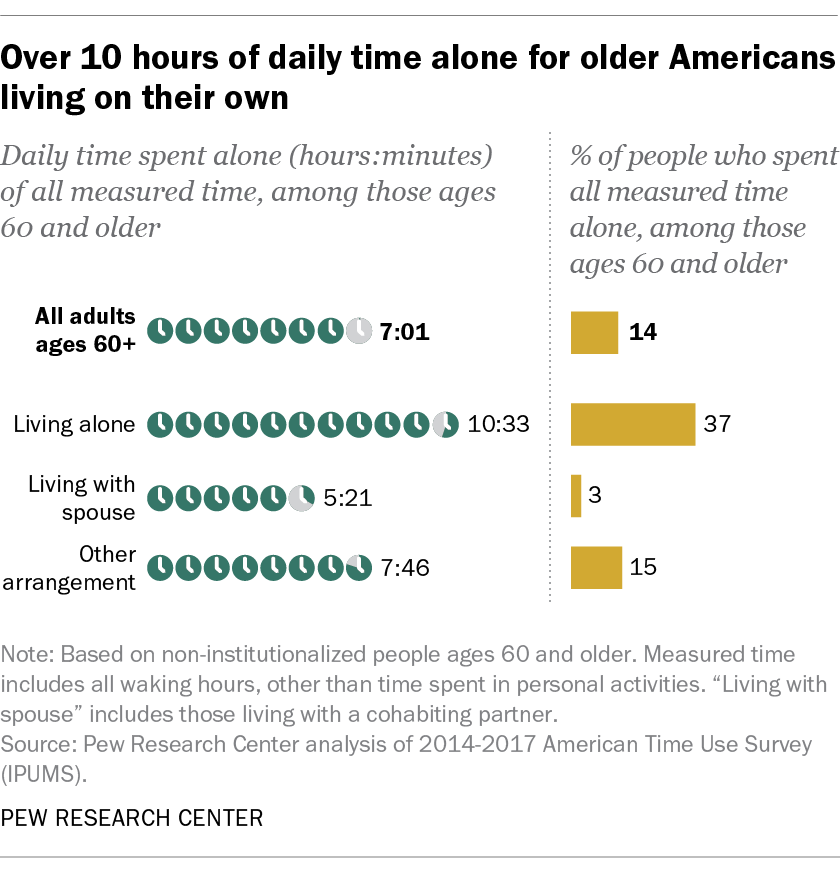 Over 10 hours of daily time alone for older Americans
living on their own
Daily time spent alone (hours:minutes)
of all measured time, among those ages
60 and older
% of people who spent
all measured time
alone, among those
ages 60 and older
All adults
ages 60+
7:01
14
Living alone
10:33
37
Living with
spouse
5:21
3
Other
arrangement
7:46
15
Note: Based on non-institutionalized people ages 60 and older. Measured time
includes all waking hours, other than time spent in personal activities. “Living with
spouse” includes those living with a cohabiting partner.
Source: Pew Research Center analysis of 2014-2017 American Time Use Survey
(IPUMS).
PEW RESEARCH CENTER